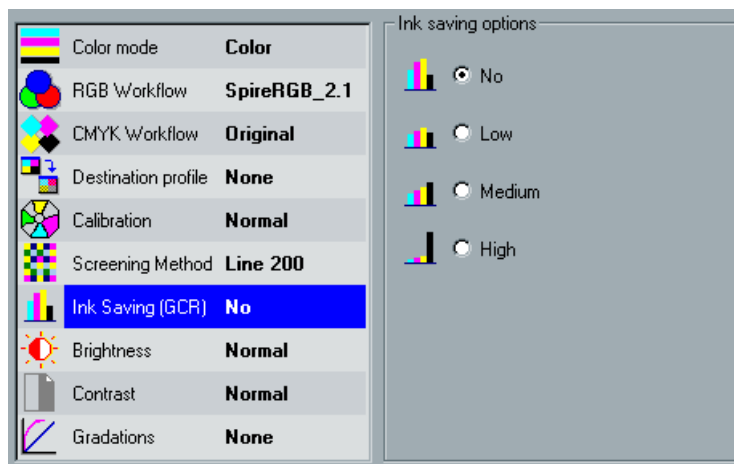 Color mode Color
RGB Workflow SpireRGB_2.1
CMYK Workflow Original
Destination profile None
Calibration Normal
Screening Method Line 200
Ink Saving (GCR) No
Brightness Normal
Contrast Normal
Gradations None
Ink saving options
No
Low
Medium
High